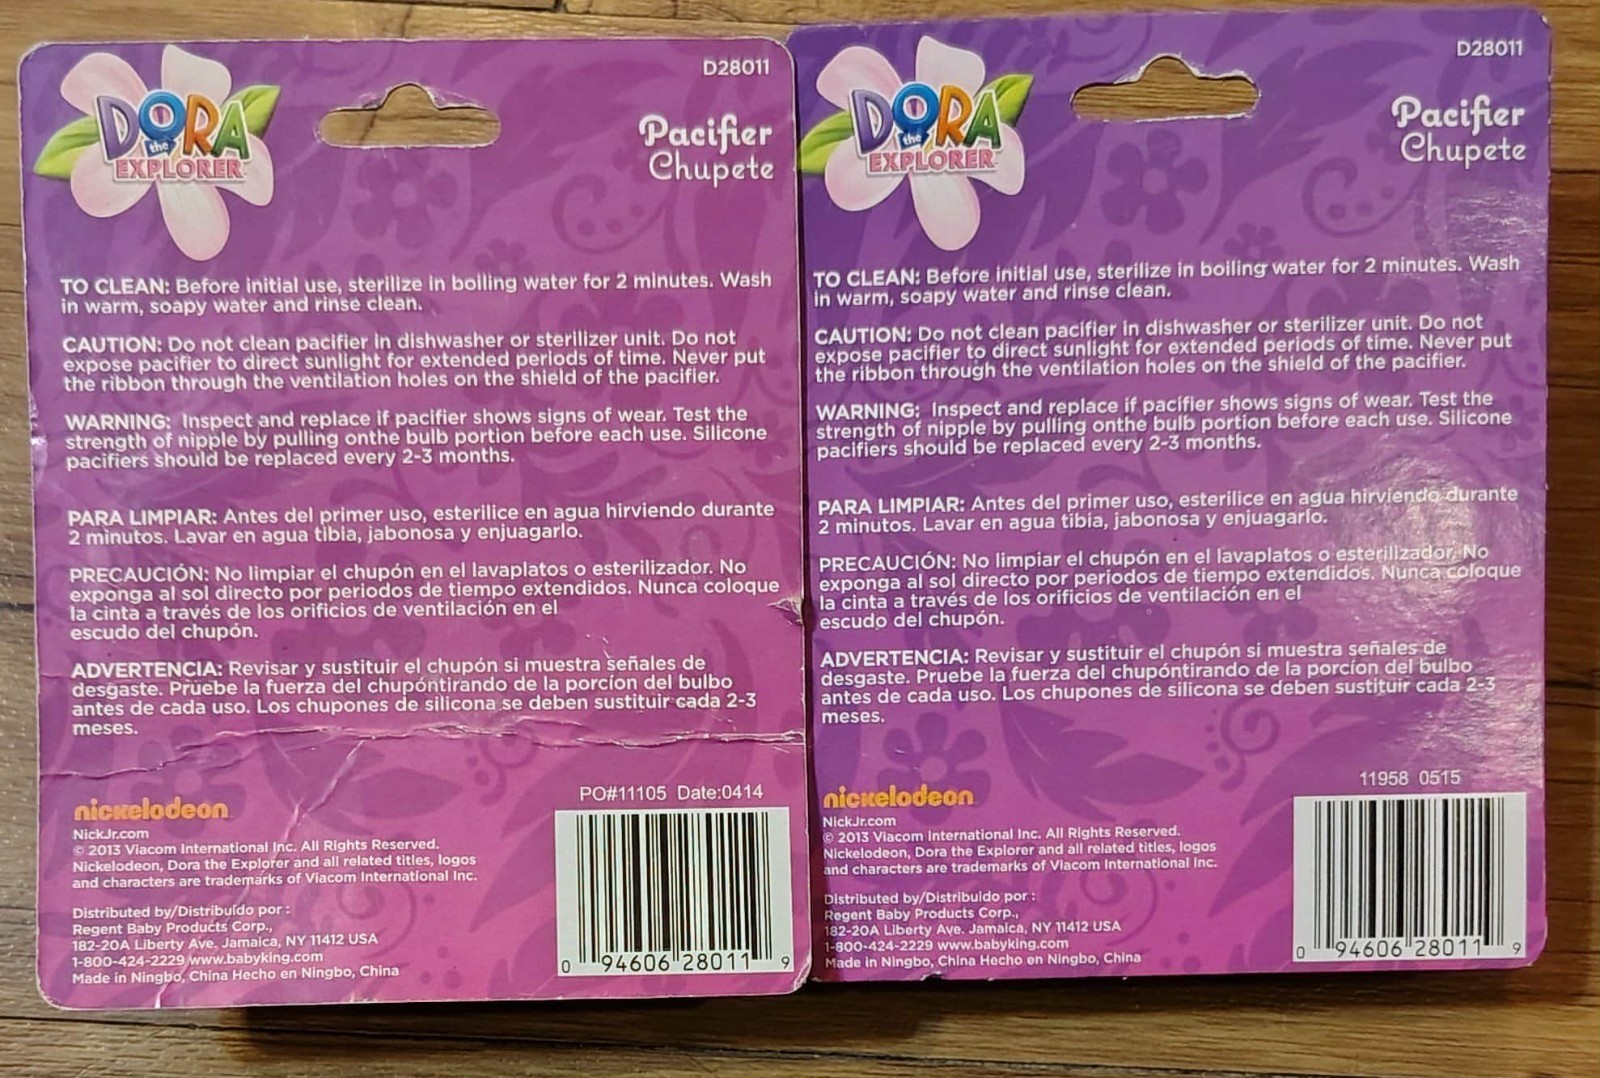 D28011
DORA
the
EXPLORER
Pacifier
Chupete
TO CLEAN: Before initial use, sterilize in boiling water for 2 minutes. Wash
in warm, soapy water and rinse clean.
CAUTION: Do not clean pacifier in dishwasher or sterilizer unit. Do not
expose pacifier to direct sunlight for extended periods of time. Never put
the ribbon through the ventilation holes on the shield of the pacifier.
WARNING: Inspect and replace if pacifier shows signs of wear. Test the
strength of nipple by pulling onthe bulb portion before each use. Silicone
pacifiers should be replaced every 2-3 months.
PARA LIMPIAR: Antes del primer uso, esterilice en agua hirviendo durante
2 minutos. Lavar en agua tibia, jabonosa y enjuagarlo.
PRECAUCIÓN: No limpiar el chupón en el lavaplatos o esterilizador. No
exponga al sol directo por periodos de tiempo extendidos. Nunca coloque
la cinta a través de los orificios de ventilación en el
escudo del chupón.
ADVERTENCIA: Revisar y sustituir el chupón si muestra señales de
desgaste. Pruebe la fuerza del chupóntirando de la porcíon del bulbo
antes de cada uso. Los chupones de silicona se deben sustituir cada 2-3
meses.
PO#11105 Date:0414
nickelodeon
NickJr.com
© 2013 Viacom International Inc. All Rights Reserved.
Nickelodeon, Dora the Explorer and all related titles, logos
and characters are trademarks of Viacom International Inc.
Distributed by/Distribuído por :
Regent Baby Products Corp.,
182-20A Liberty Ave. Jamaica, NY 11412 USA
1-800-424-2229 www.babyking.com
Made in Ningbo, China Hecho en Ningbo, China
0 94606 28011 9
D28011
DORA
the
EXPLORER
Pacifier
Chupete
TO CLEAN: Before initial use, sterilize in boiling water for 2 minutes. Wash
in warm, soapy water and rinse clean.
CAUTION: Do not clean pacifier in dishwasher or sterilizer unit. Do not
expose pacifier to direct sunlight for extended periods of time. Never put
the ribbon through the ventilation holes on the shield of the pacifier.
WARNING: Inspect and replace if pacifier shows signs of wear. Test the
strength of nipple by pulling onthe bulb portion before each use. Silicone
pacifiers should be replaced every 2-3 months.
PARA LIMPIAR: Antes del primer uso, esterilice en agua hirviendo durante
2 minutos. Lavar en agua tibia, jabonosa y enjuagarlo.
PRECAUCIÓN: No limpiar el chupón en el lavaplatos o esterilizador. No
exponga al sol directo por periodos de tiempo extendidos. Nunca coloque
la cinta a través de los orificios de ventilación en el
escudo del chupón.
ADVERTENCIA: Revisar y sustituir el chupón si muestra señales de
desgaste. Pruebe la fuerza del chupóntirando de la porcíon del bulbo
antes de cada uso. Los chupones de silicona se deben sustituir cada 2-3
meses.
11958 0515
nickelodeon
NickJr.com
© 2013 Viacom International Inc. All Rights Reserved.
Nickelodeon, Dora the Explorer and all related titles, logos
and characters are trademarks of Viacom International Inc.
Distributed by/Distribuído por :
Regent Baby Products Corp.,
182-20A Liberty Ave. Jamaica, NY 11412 USA
1-800-424-2229 www.babyking.com
Made in Ningbo, China Hecho en Ningbo, China
0 94606 28011 9